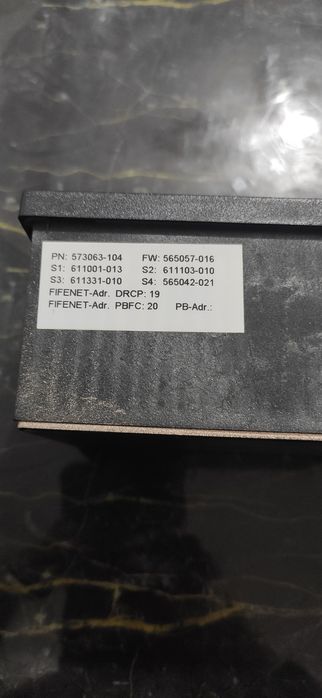 PN: 573063-104 FW: 565057-016
S1: 611001-013 S2: 611103-010
S3: 611331-010 S4: 565042-021
FIFENET-Adr. DRCP: 19
FIFENET-Adr. PBFC: 20 PB-Adr.: